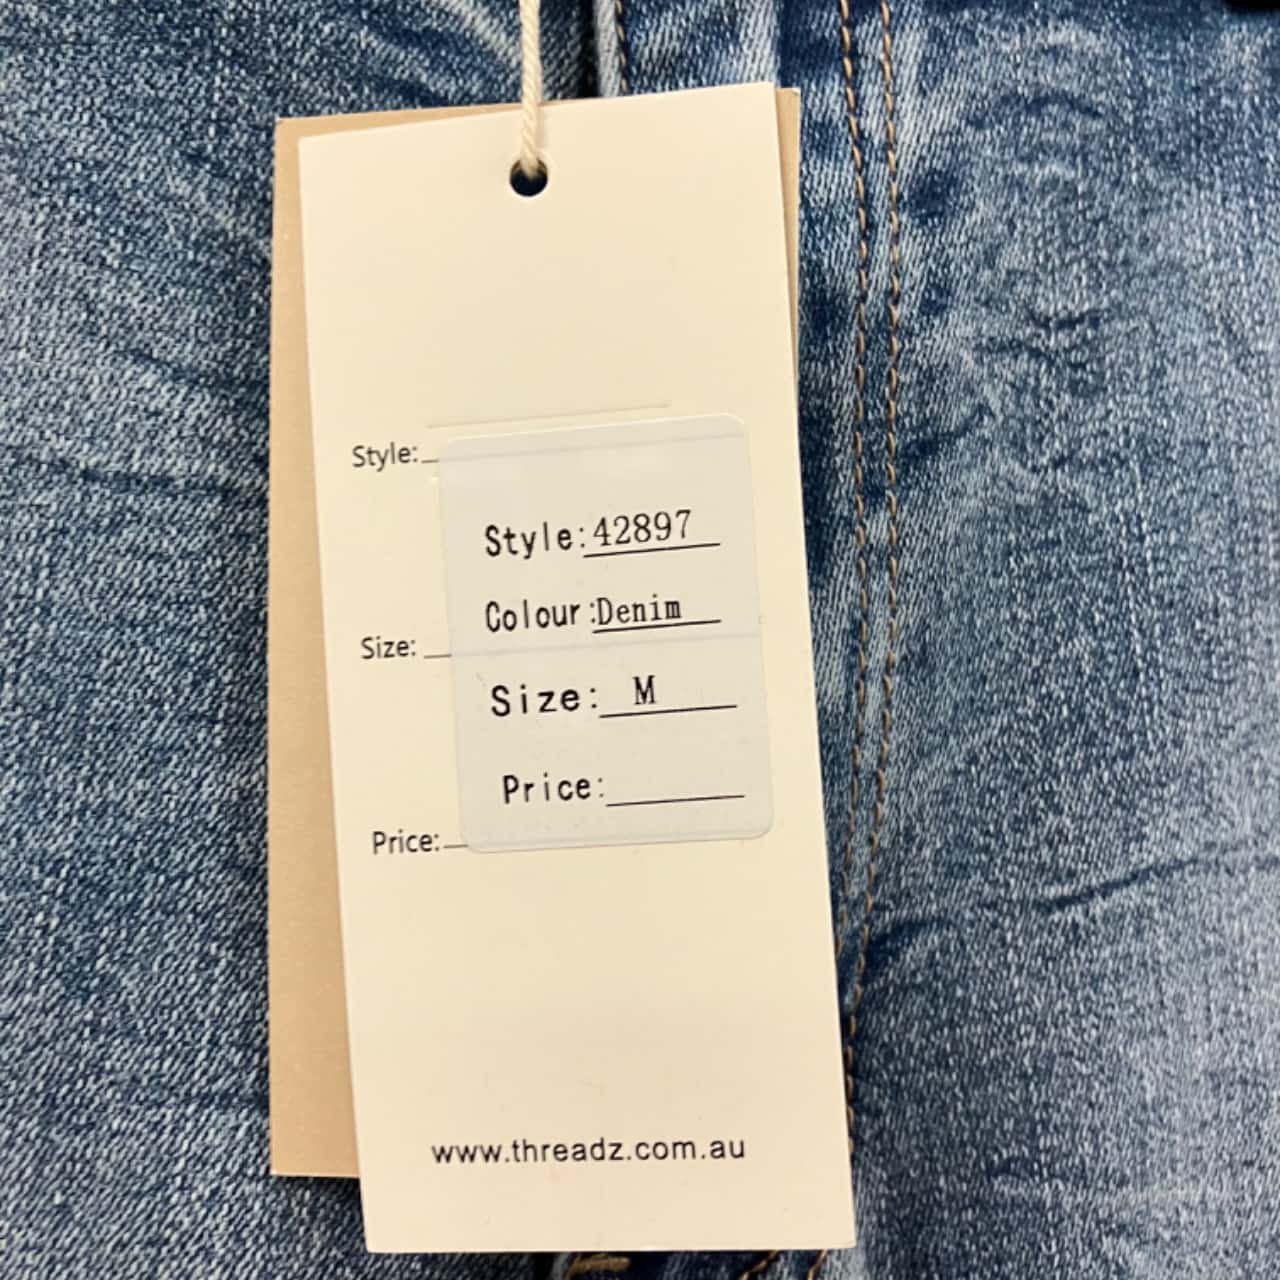 Style:
Style:42897
Colour:Denim
Size:
Size: M
Price:
Price:
www.threadz.com.au